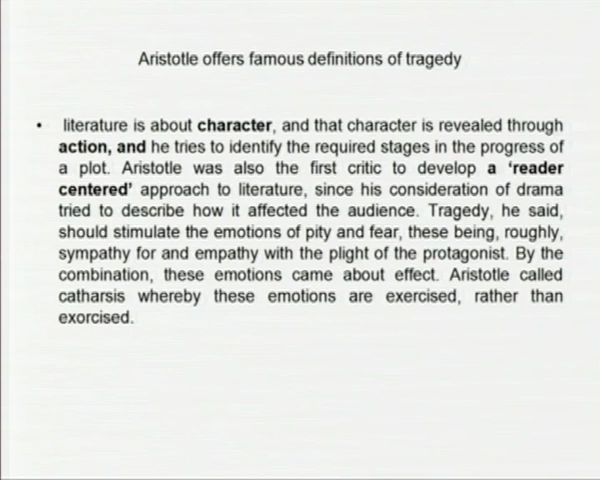 Aristotle offers famous definitions of tragedy
• literature is about character, and that character is revealed through
action, and he tries to identify the required stages in the progress of
a plot. Aristotle was also the first critic to develop a ‘reader
centered’ approach to literature, since his consideration of drama
tried to describe how it affected the audience. Tragedy, he said,
should stimulate the emotions of pity and fear, these being, roughly,
sympathy for and empathy with the plight of the protagonist. By the
combination, these emotions came about effect. Aristotle called
catharsis whereby these emotions are exercised, rather than
exorcised.